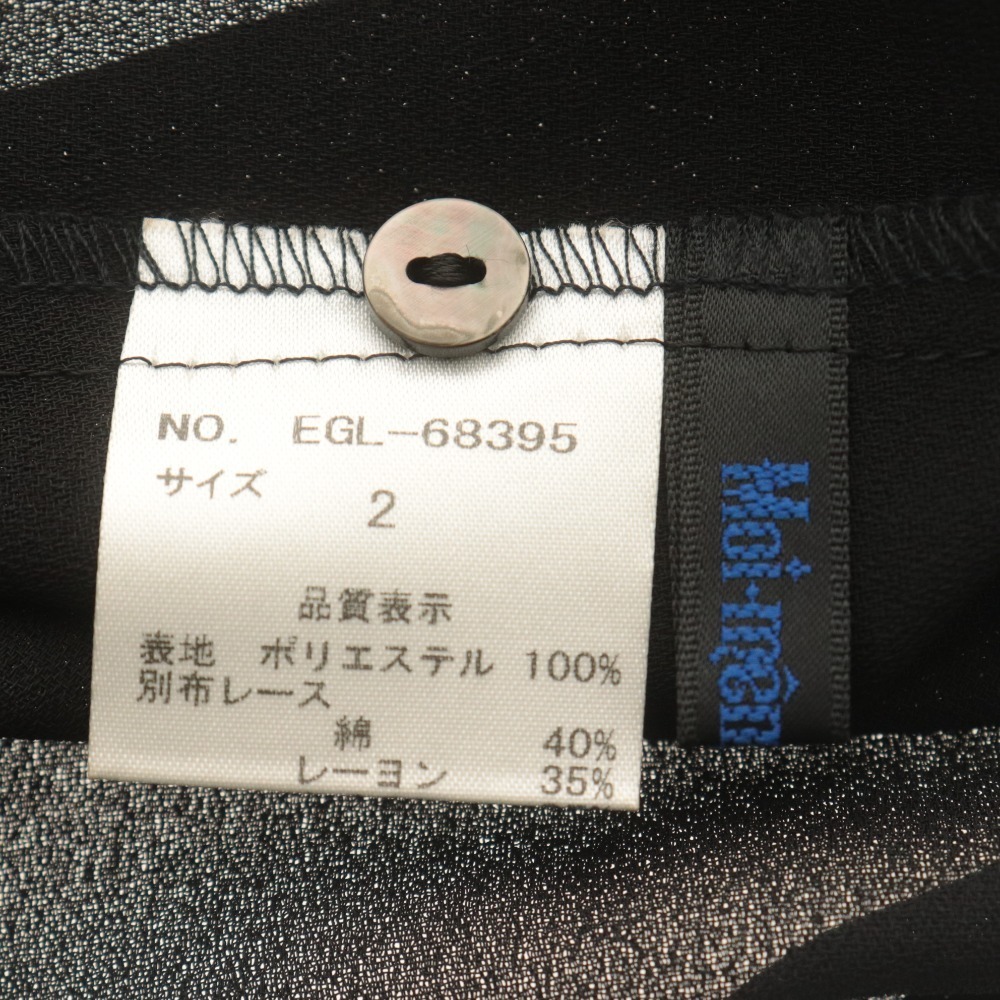 NO. EGL-68395
サイズ 2
品質表示
表地 ポリエステル 100%
別布レース
綿 40%
レーヨン 35%
Moi-même